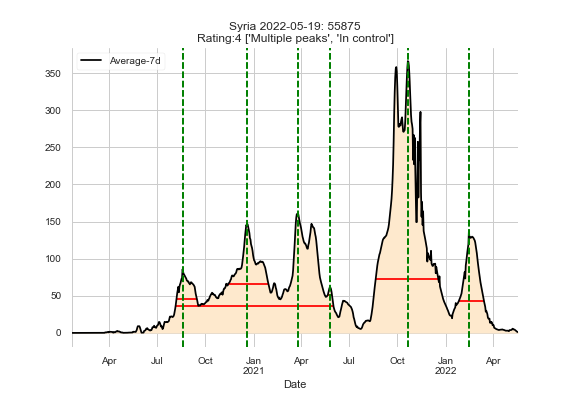 Syria 2022-05-19: 55875
Rating:4 ['Multiple peaks', 'In control']
Average-7d
350
300
250
200
150
100
50
0
Apr Jul Oct Jan Apr Jul Oct Jan Apr
2021 2022
Date